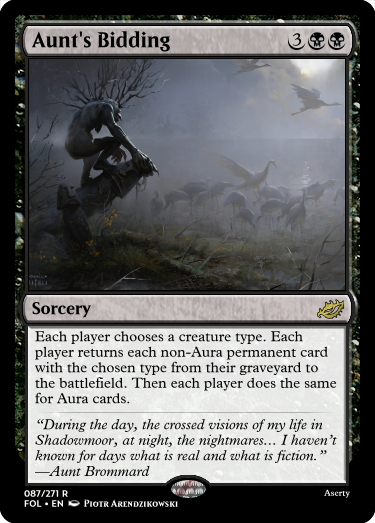 Aunt's Bidding 3
Sorcery
Each player chooses a creature type. Each
player returns each non-Aura permanent card
with the chosen type from their graveyard to
the battlefield. Then each player does the same
for Aura cards.
“During the day, the crossed visions of my life in
Shadowmoor, at night, the nightmares… I haven't
known for days what is real and what is fiction.”
—Aunt Brommard
087/271 R
FOL • EN Piotr Arendzikowski
Aserty